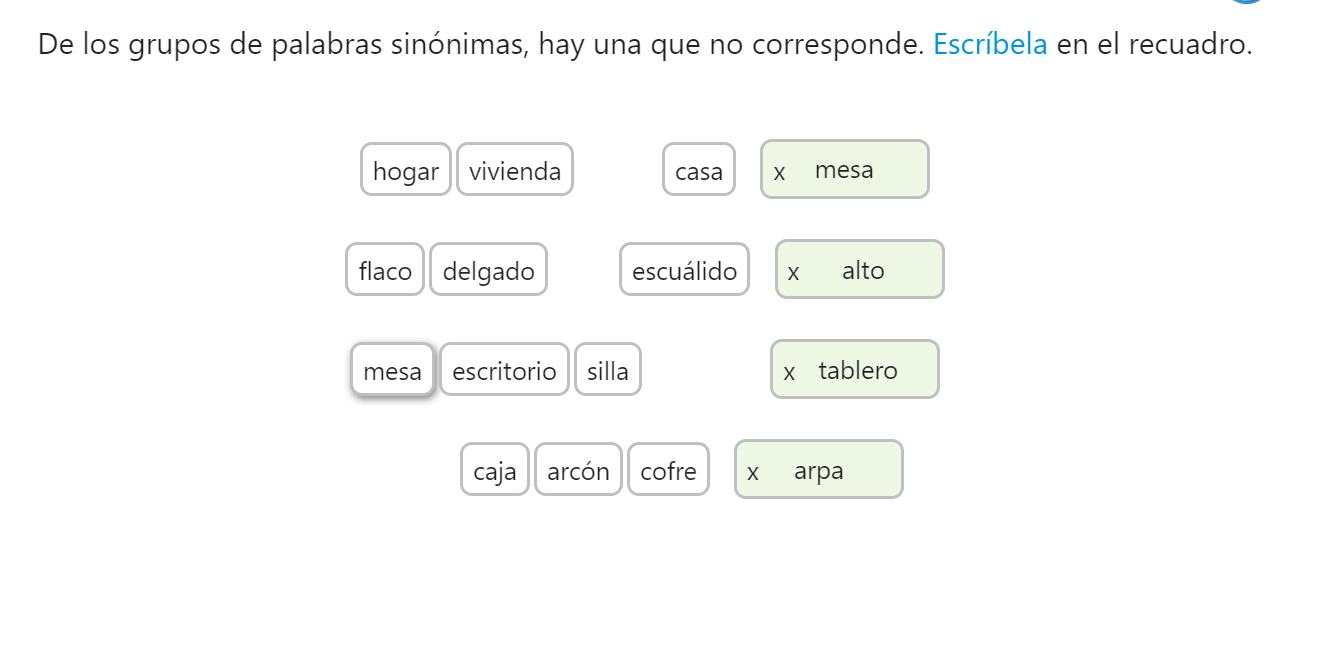 De los grupos de palabras sinónimas, hay una que no corresponde. Escríbela en el recuadro.
hogar vivienda casa x mesa
flaco delgado escuálido x alto
mesa escritorio silla x tablero
caja arcón cofre x arpa